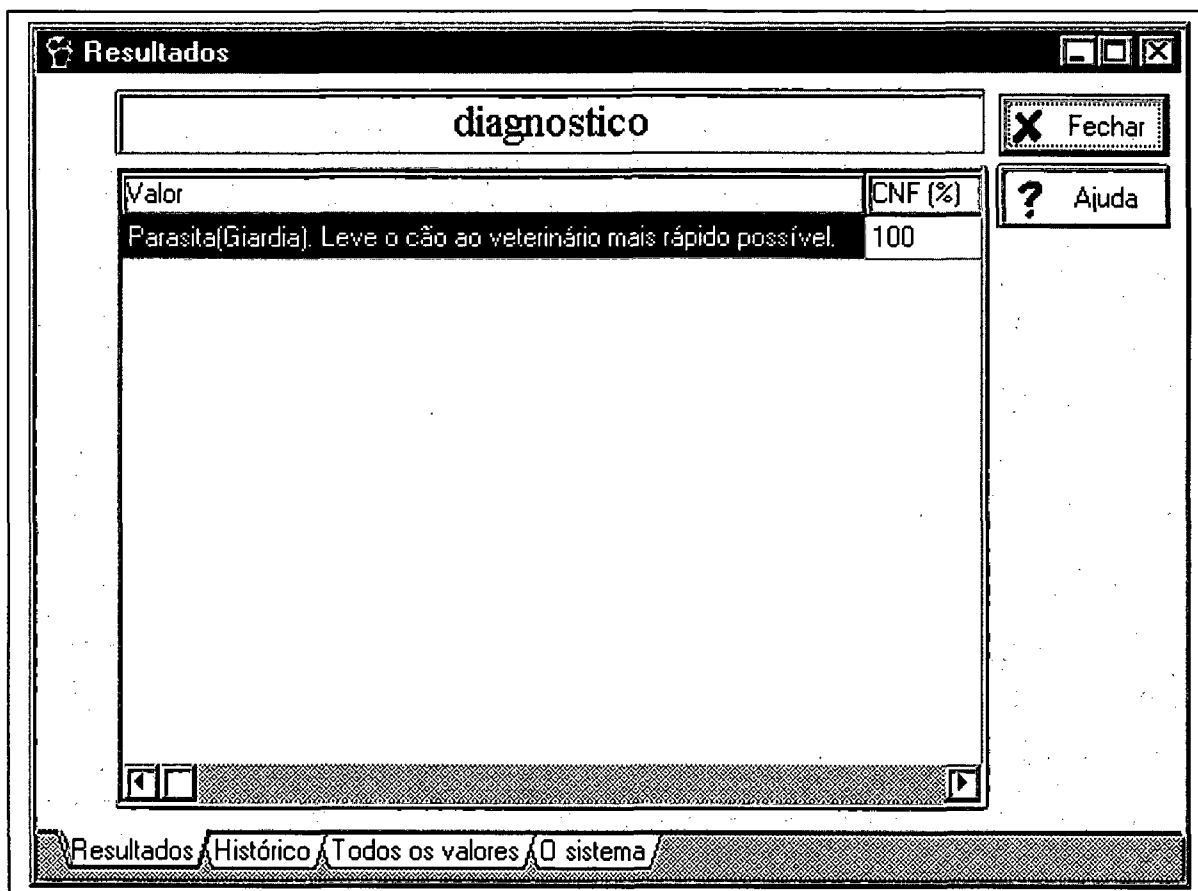 Resultados
diagnostico
Fechar
Valor CNF (%)
Ajuda
Parasita(Giardia). Leve o cão ao veterinário mais rápido possível. 100
Resultados Histórico Todos os valores O sistema